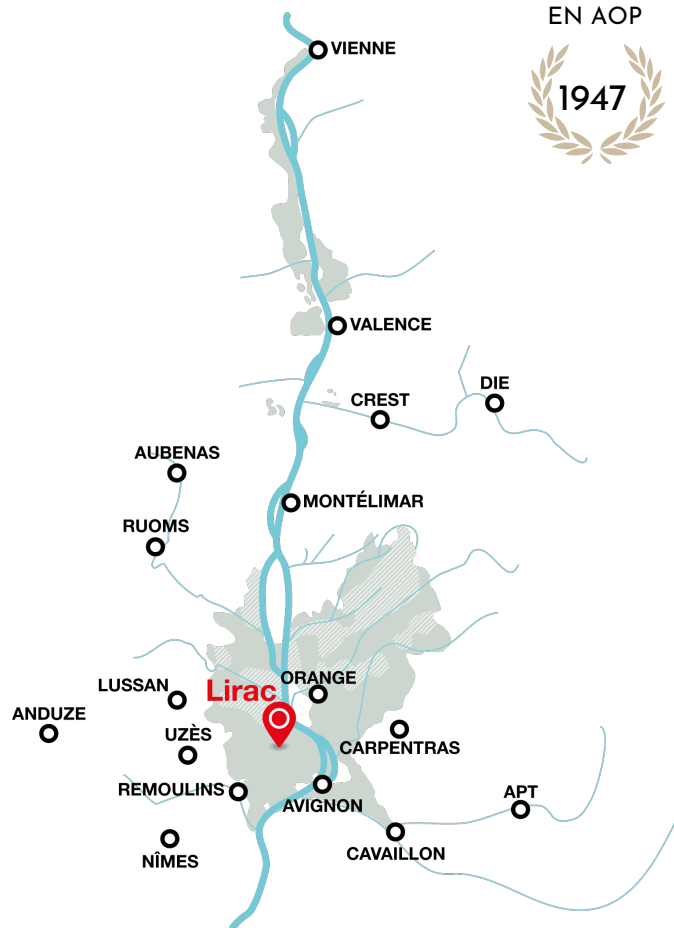 EN AOP
1947
VIENNE
VALENCE
DIE
CREST
AUBENAS
MONTÉLIMAR
RUOMS
ORANGE
LUSSAN
Lirac
ANDUZE
UZÈS
CARPENTRAS
REMOULINS
AVIGNON
APT
NÎMES
CAVAILLON